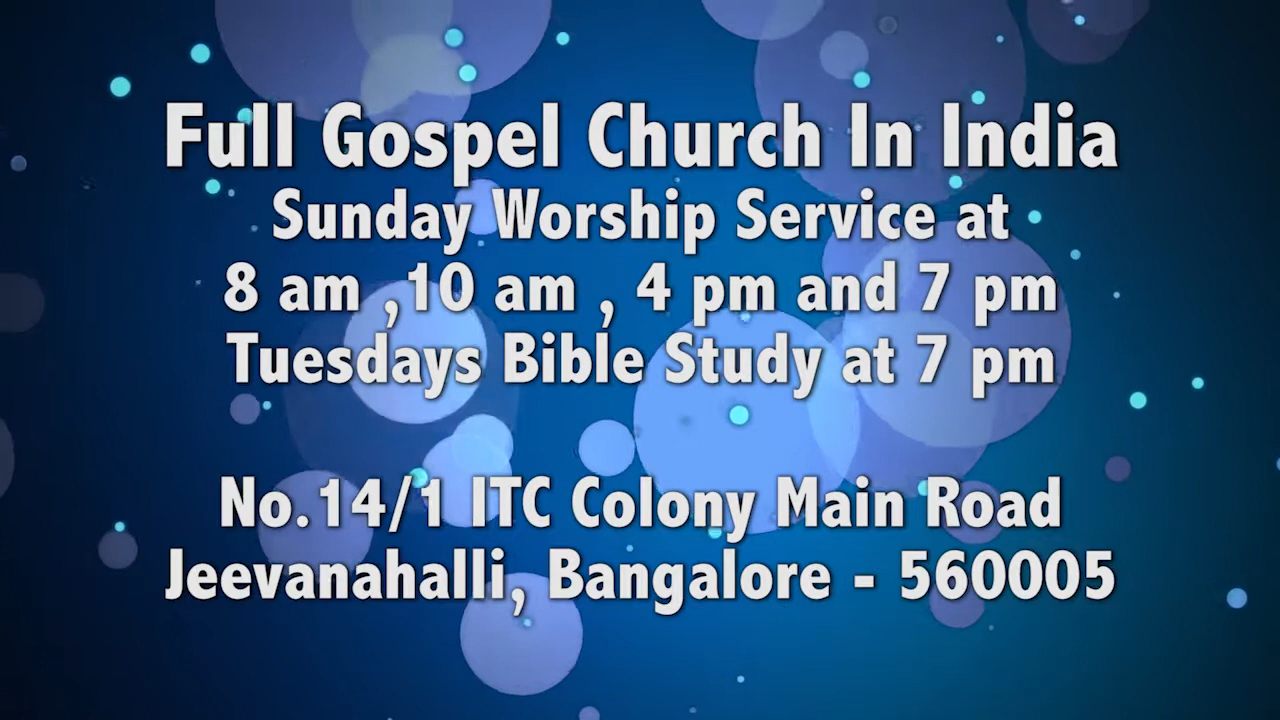 Full Gospel Church In India
Sunday Worship Service at
8 am ,10 am , 4 pm and 7 pm
Tuesdays Bible Study at 7 pm
No.14/1 ITC Colony Main Road
Jeevanahalli, Bangalore - 560005